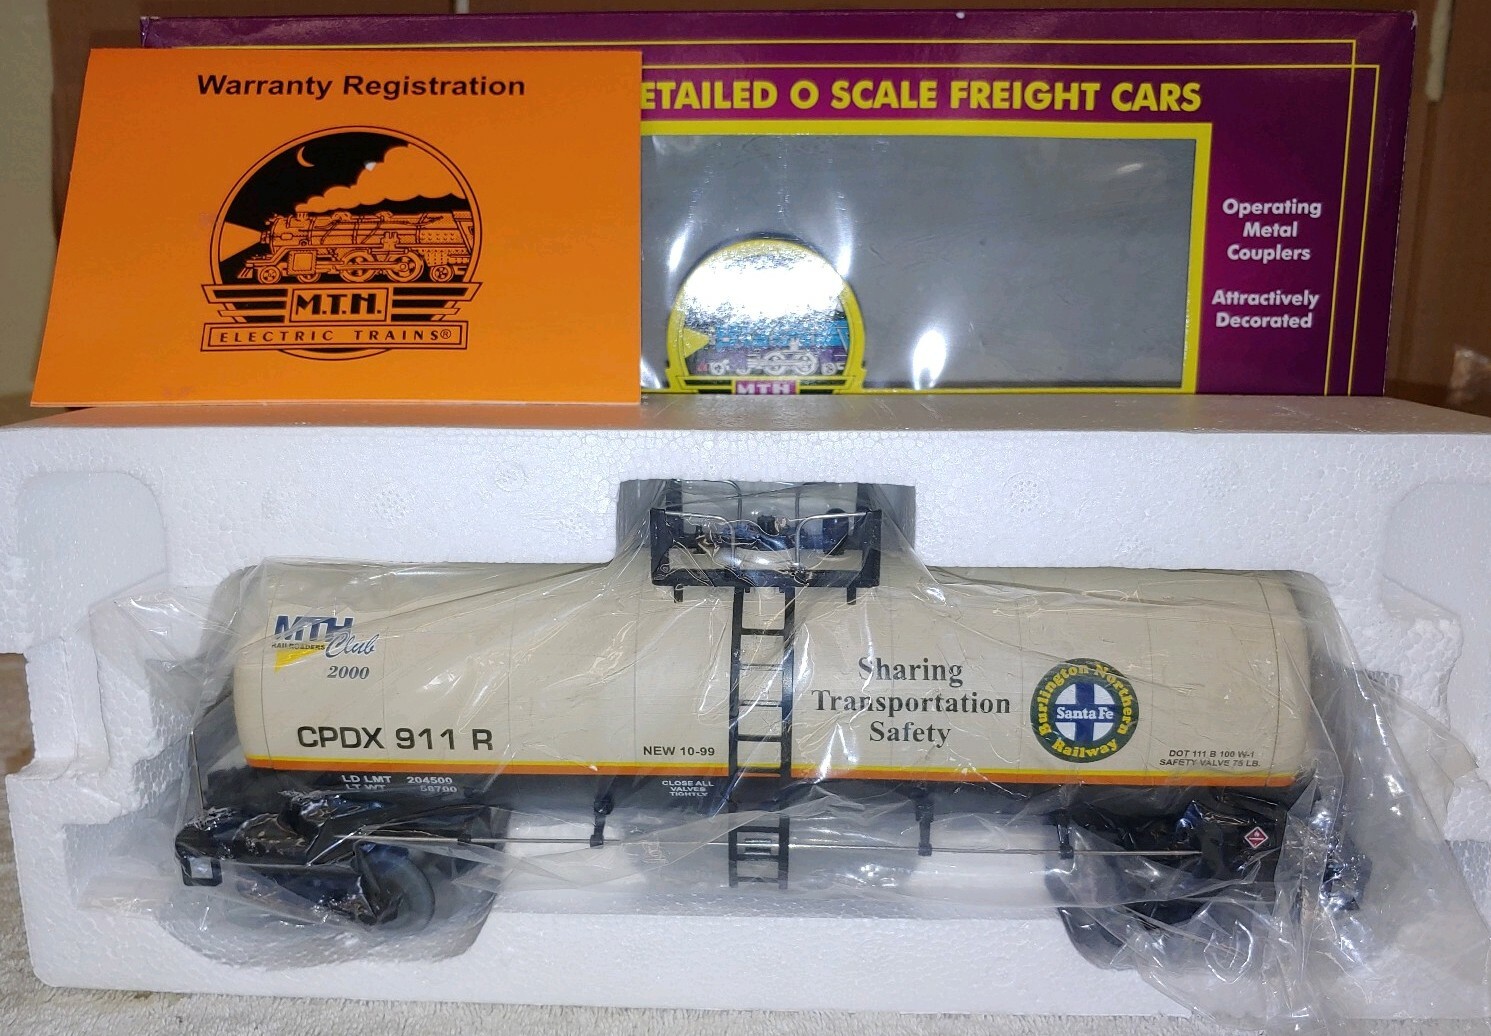 Warranty Registration
M.T.H.
ELECTRIC TRAINS®
ETAILED O SCALE FREIGHT CARS
Operating
Metal
Couplers
Attractively
Decorated
M.T.H.
MTH
RAILROADERS Club
2000
CPDX 911 R
NEW 10-99
Sharing
Transportation
Safety
Burlington Northern
Santa Fe
Railway
DOT 111 B 100 W-1
SAFETY VALVE 75 LB.
LD LMT 204500
LT WT 58700
CLOSE ALL
VALVES
TIGHTLY